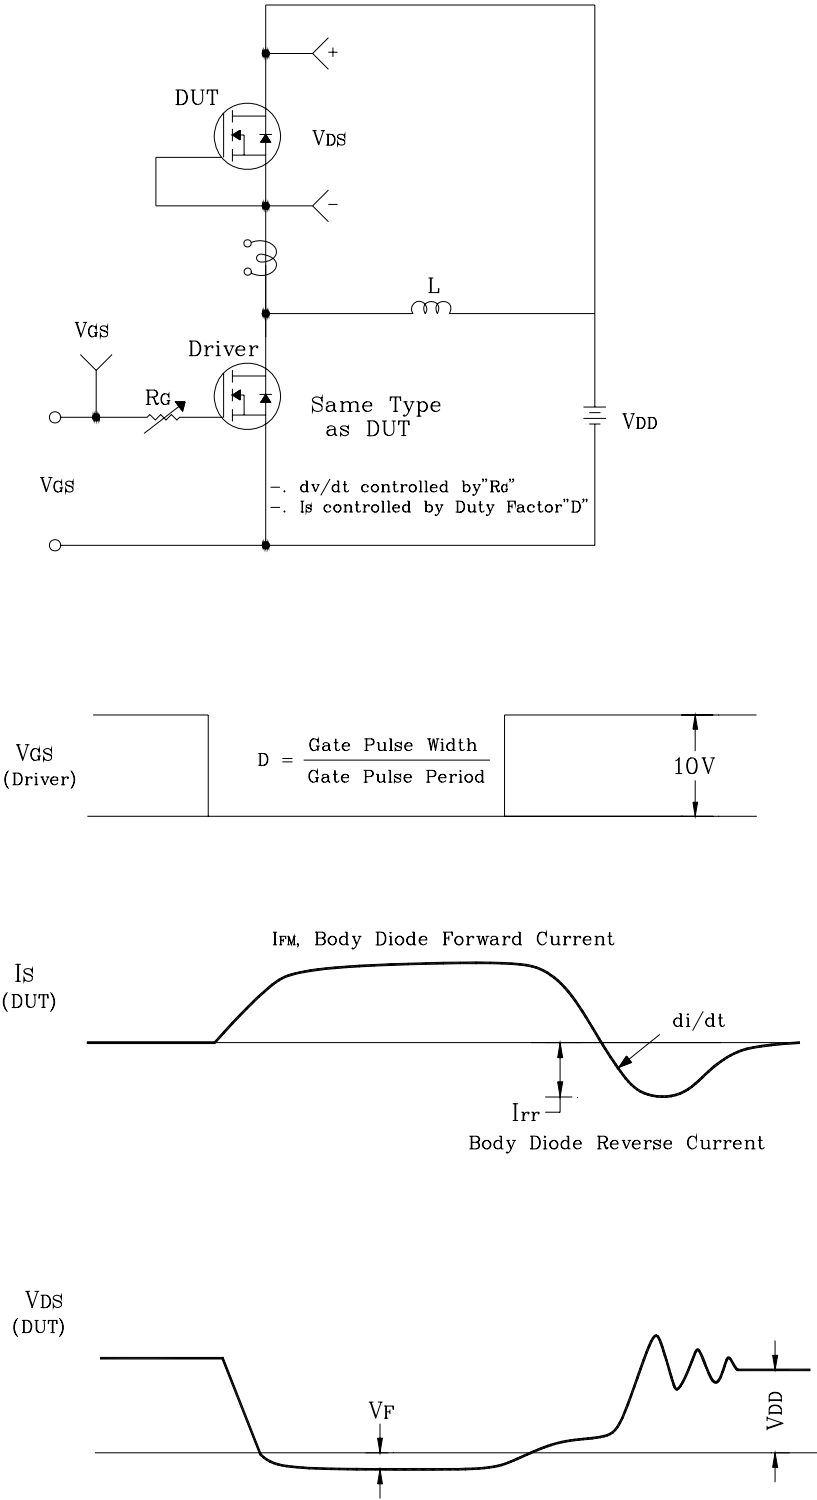 +
DUT
VDS
-
L
VGS
Driver
RG
Same Type
as DUT
VDD
VGS
-. dv/dt controlled by"RG"
-. Is controlled by Duty Factor"D"
VGS
(Driver)
D = Gate Pulse Width
Gate Pulse Period
10V
IFM, Body Diode Forward Current
IS
(DUT)
di/dt
Irr
Body Diode Reverse Current
VDS
(DUT)
VF
VDD